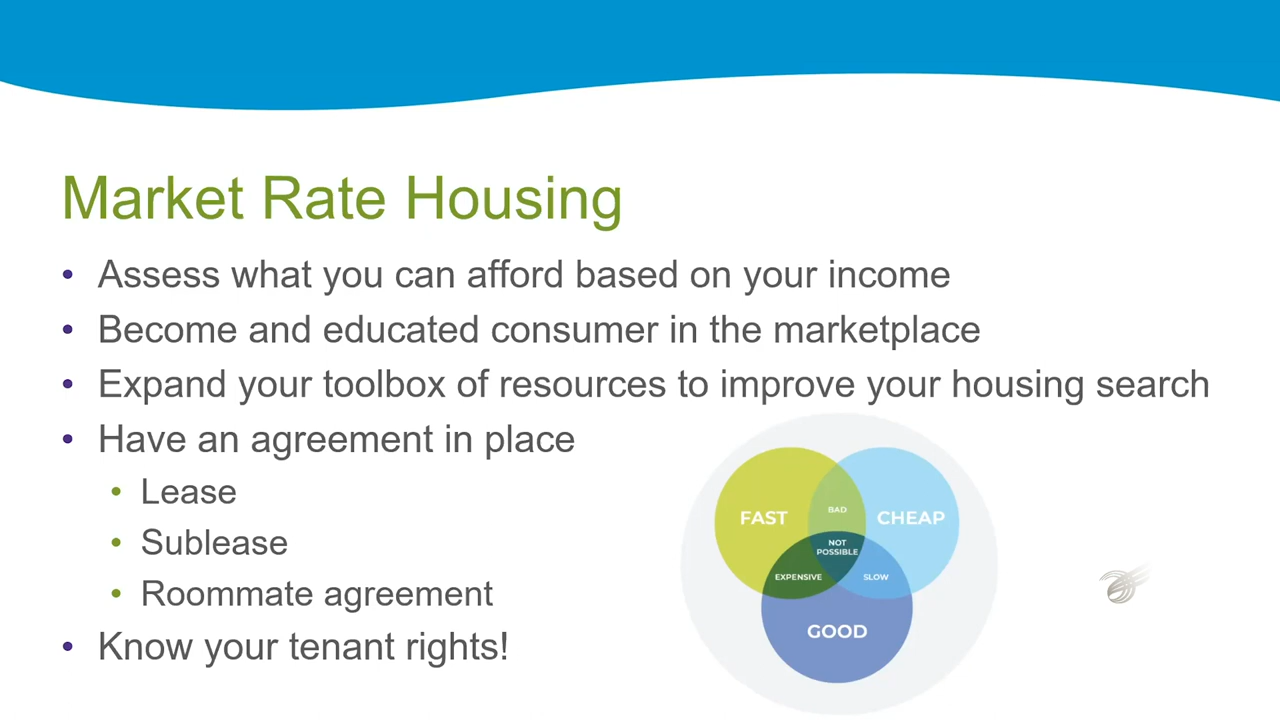 Market Rate Housing
• Assess what you can afford based on your income
• Become and educated consumer in the marketplace
• Expand your toolbox of resources to improve your housing search
• Have an agreement in place
• Lease
• Sublease
• Roommate agreement
• Know your tenant rights!
FAST
BAD
CHEAP
NOT
POSSIBLE
EXPENSIVE
SLOW
GOOD